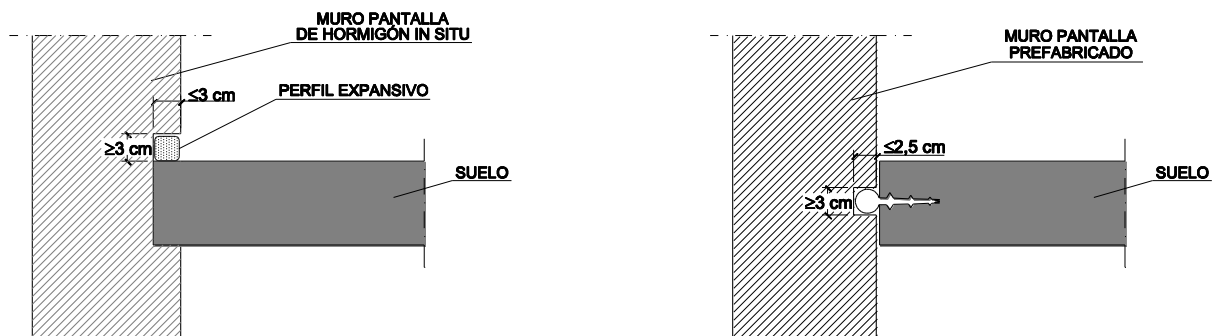 MURO PANTALLA
DE HORMIGÓN IN SITU
≤3 cm
PERFIL EXPANSIVO
≥3 cm
SUELO
MURO PANTALLA
PREFABRICADO
≤2,5 cm
≥3 cm
SUELO